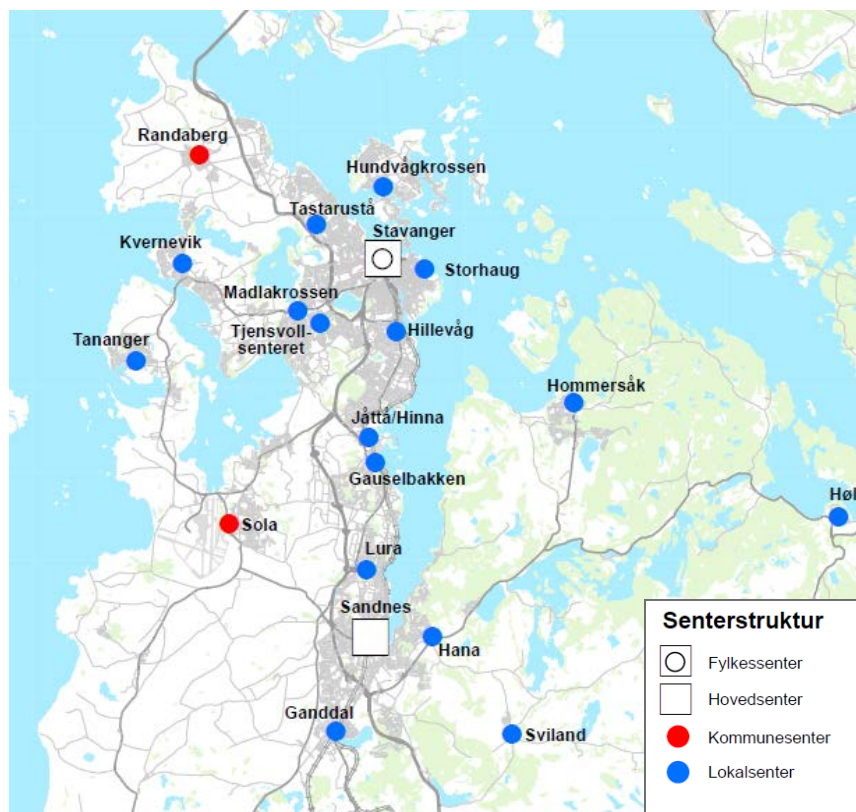 Randaberg
Hundvågkrossen
Tastarustå
Stavanger
Kvernevik
Storhaug
Madlakrossen
Tjensvoll-
senteret
Hillevåg
Tananger
Hommersåk
Jåttå/Hinna
Gauselbakken
Høl
Sola
Lura
Sandnes
Hana
Ganddal
Sviland
Senterstruktur
Fylkessenter
Hovedsenter
Kommunesenter
Lokalsenter